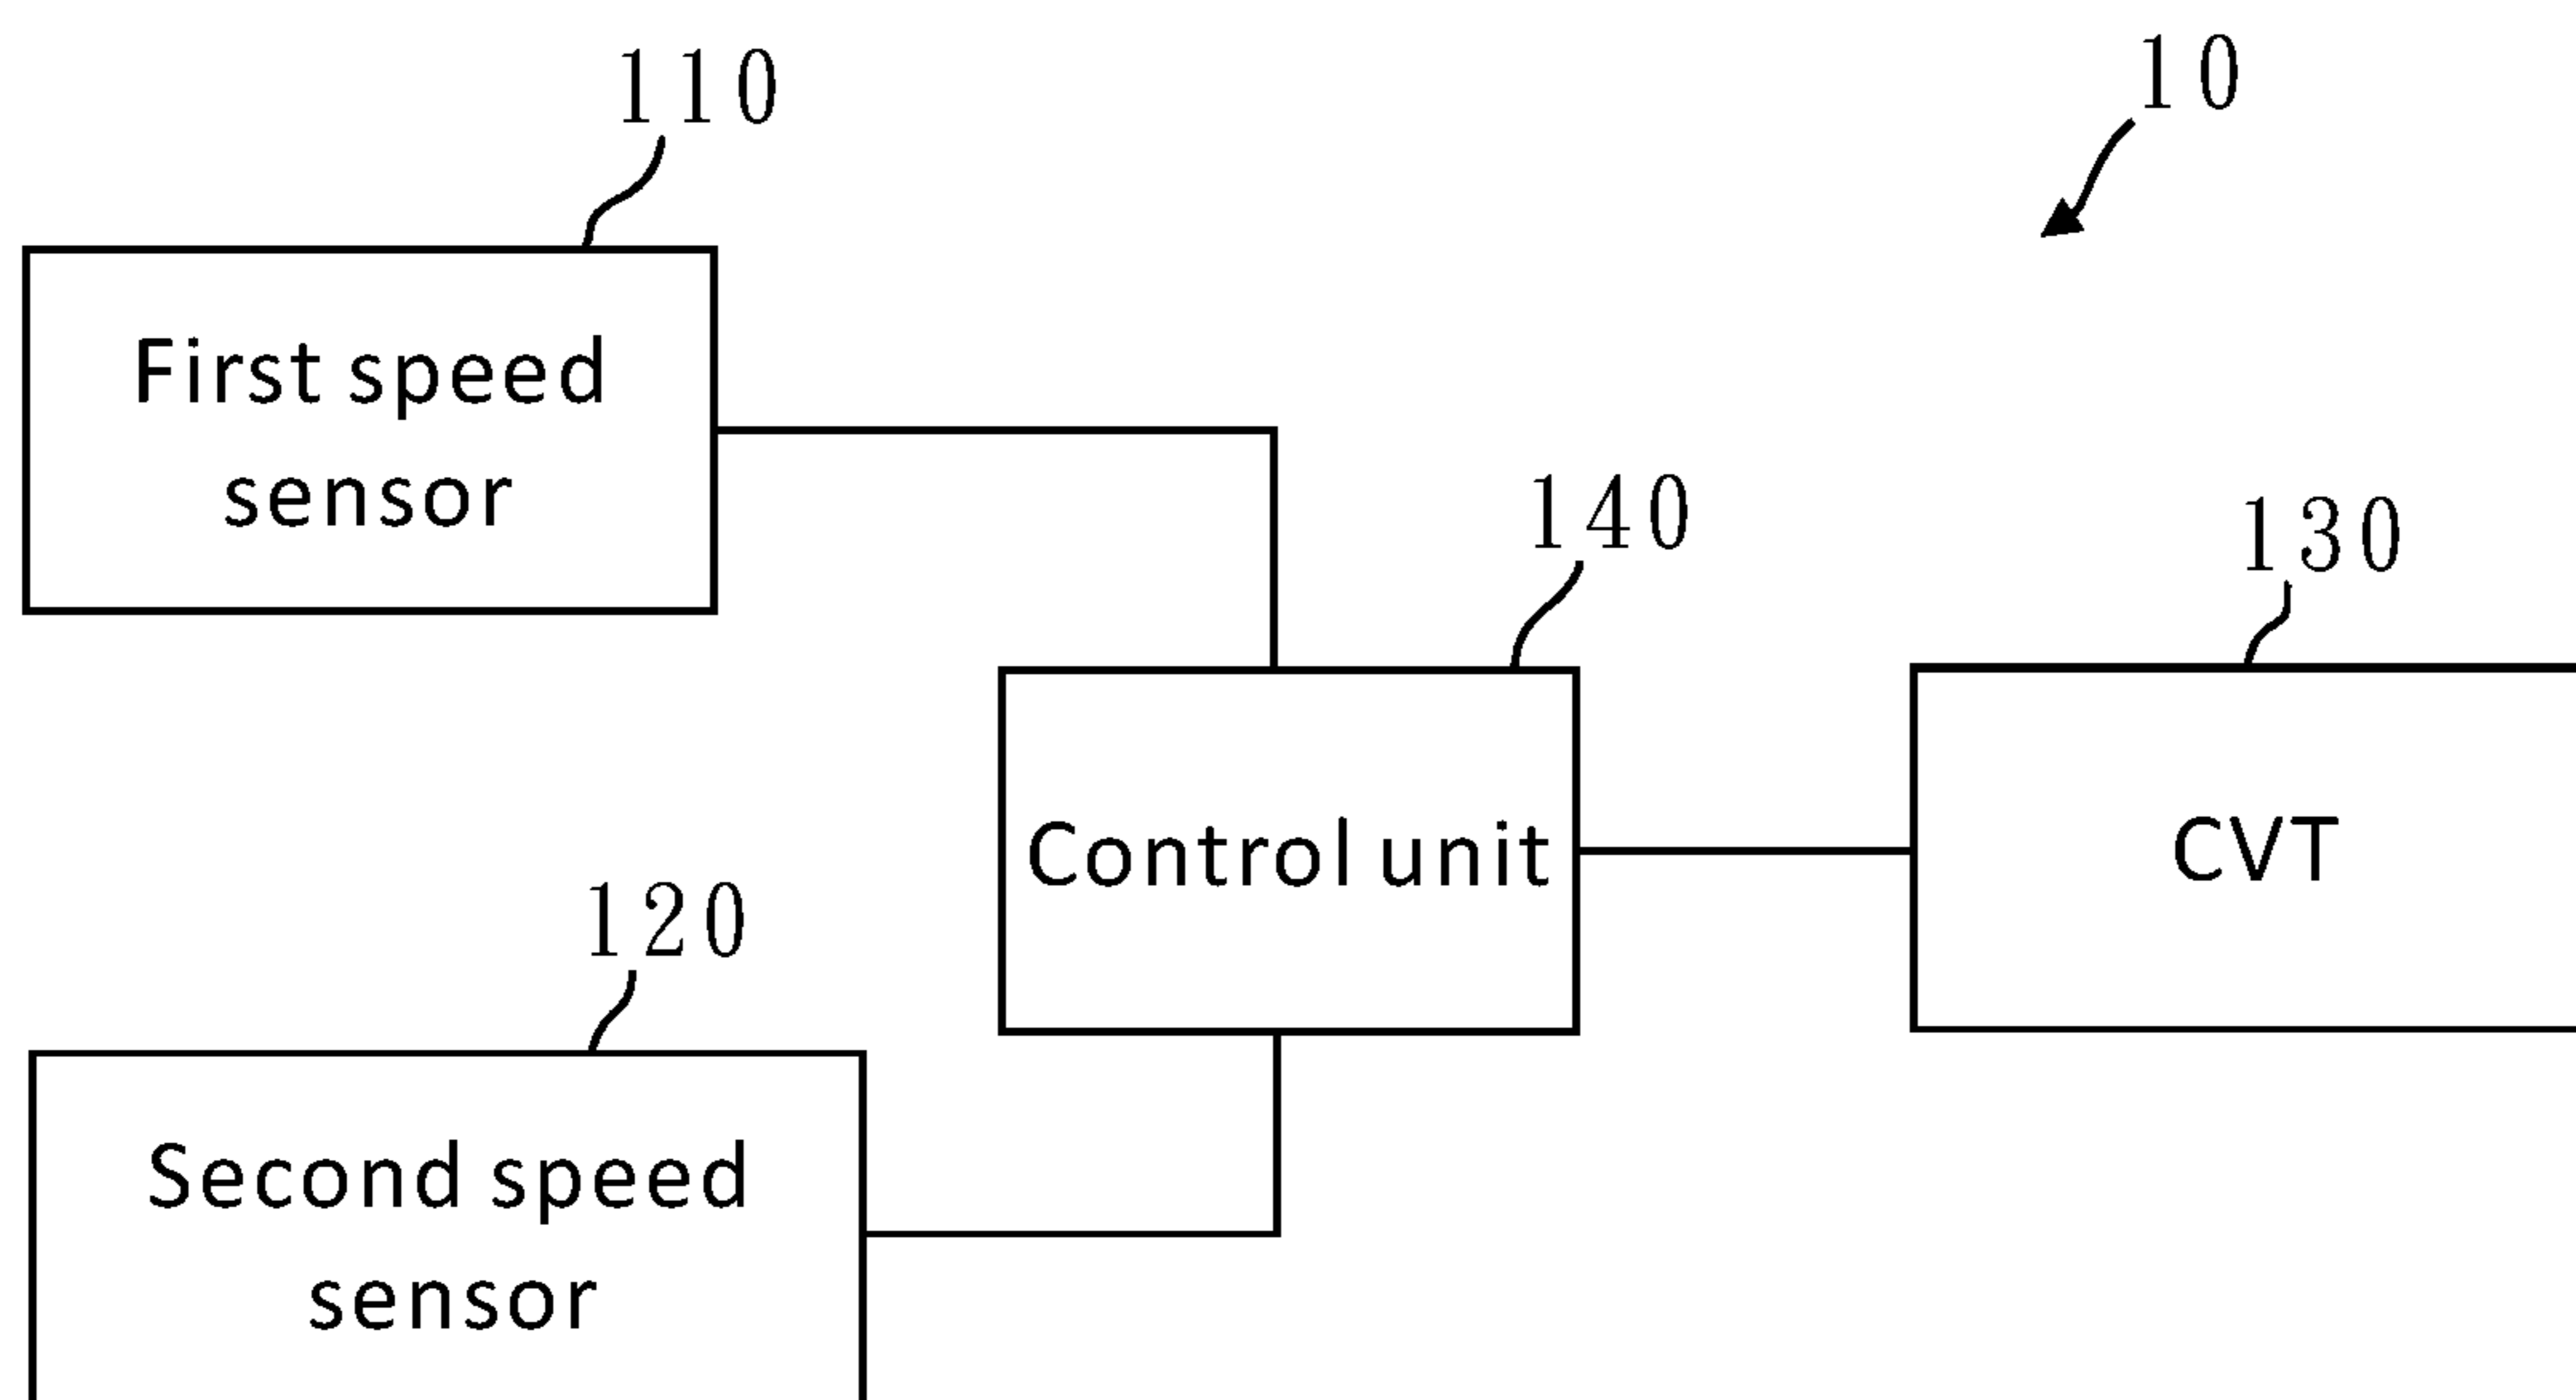 110
10
First speed
sensor
140
130
Control unit
CVT
120
Second speed
sensor